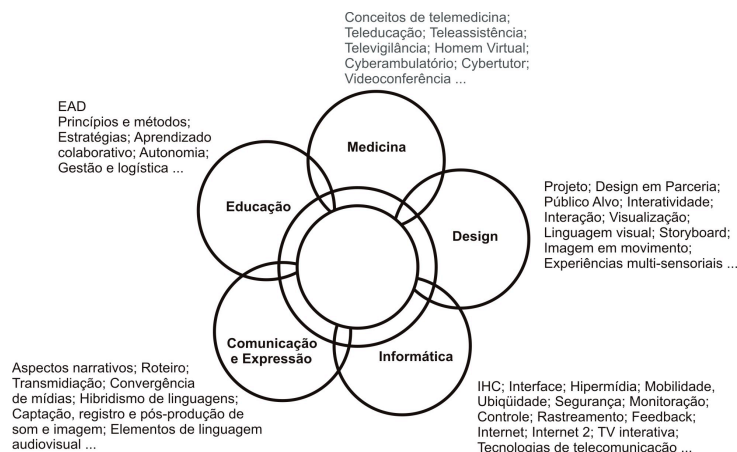 Conceitos de telemedicina;
Teleducação; Teleassistência;
Televigilância; Homem Virtual;
Cyberambulatório; Cybertutor;
Videoconferência ...
EAD
Princípios e métodos;
Estratégias; Aprendizado
colaborativo; Autonomia;
Gestão e logística ...
Medicina
Educação
Design
Projeto; Design em Parceria;
Público Alvo; Interatividade;
Interação; Visualização;
Linguagem visual; Storyboard;
Imagem em movimento;
Experiências multi-sensoriais ...
Comunicação
e Expressão
Informática
Aspectos narrativos; Roteiro;
Transmidiação; Convergência
de mídias; Hibridismo de linguagens;
Captação, registro e pós-produção de
som e imagem; Elementos de linguagem
audiovisual ...
IHC; Interface; Hipermídia; Mobilidade,
Ubiqüidade; Segurança; Monitoração;
Controle; Rastreamento; Feedback;
Internet; Internet 2; TV interativa;
Tecnologias de telecomunicação ...